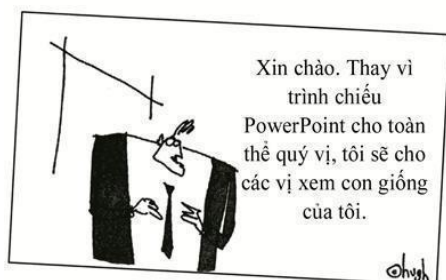 Xin chào. Thay vì
trình chiếu
PowerPoint cho toàn
thể quý vị, tôi sẽ cho
các vị xem con giống
của tôi.
@hugh